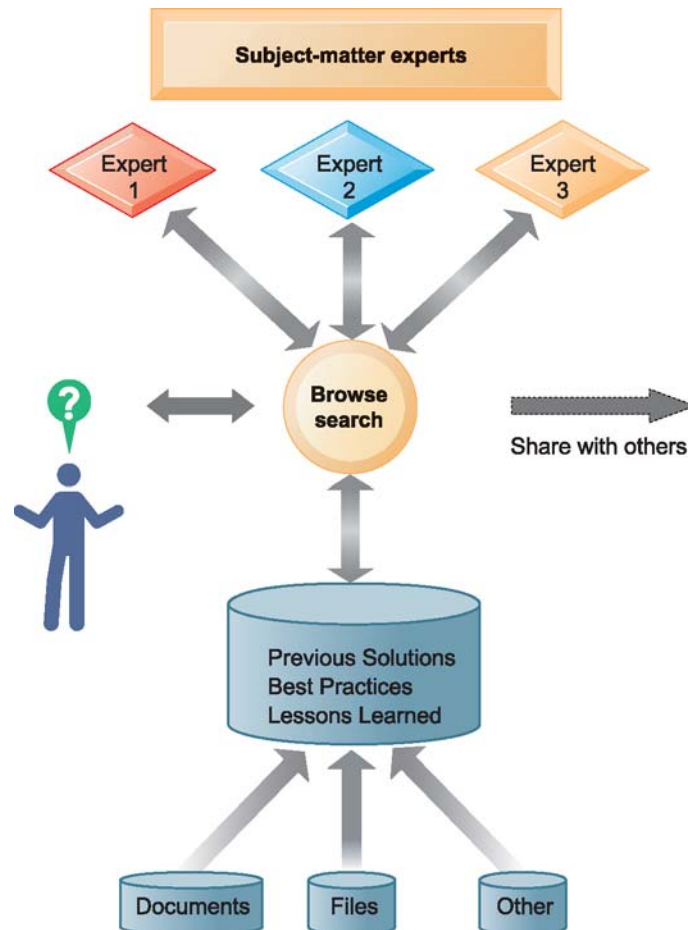 Subject-matter experts
Expert
1
Expert
2
Expert
3
?
Browse
search
Share with others
Previous Solutions
Best Practices
Lessons Learned
Documents
Files
Other